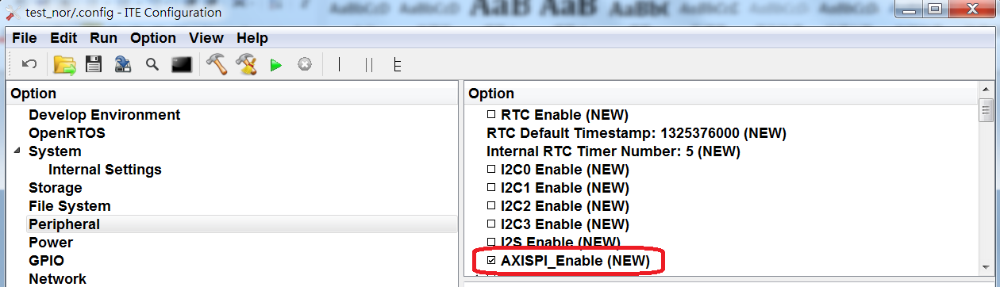 test_nor/.config - ITE Configuration
File Edit Run Option View Help
Option
Develop Environment
OpenRTOS
System
Internal Settings
Storage
File System
Peripheral
Power
GPIO
Network
Option
RTC Enable (NEW)
RTC Default Timestamp: 1325376000 (NEW)
Internal RTC Timer Number: 5 (NEW)
I2C0 Enable (NEW)
I2C1 Enable (NEW)
I2C2 Enable (NEW)
I2C3 Enable (NEW)
I2S Enable (NEW)
AXISPI_Enable (NEW)